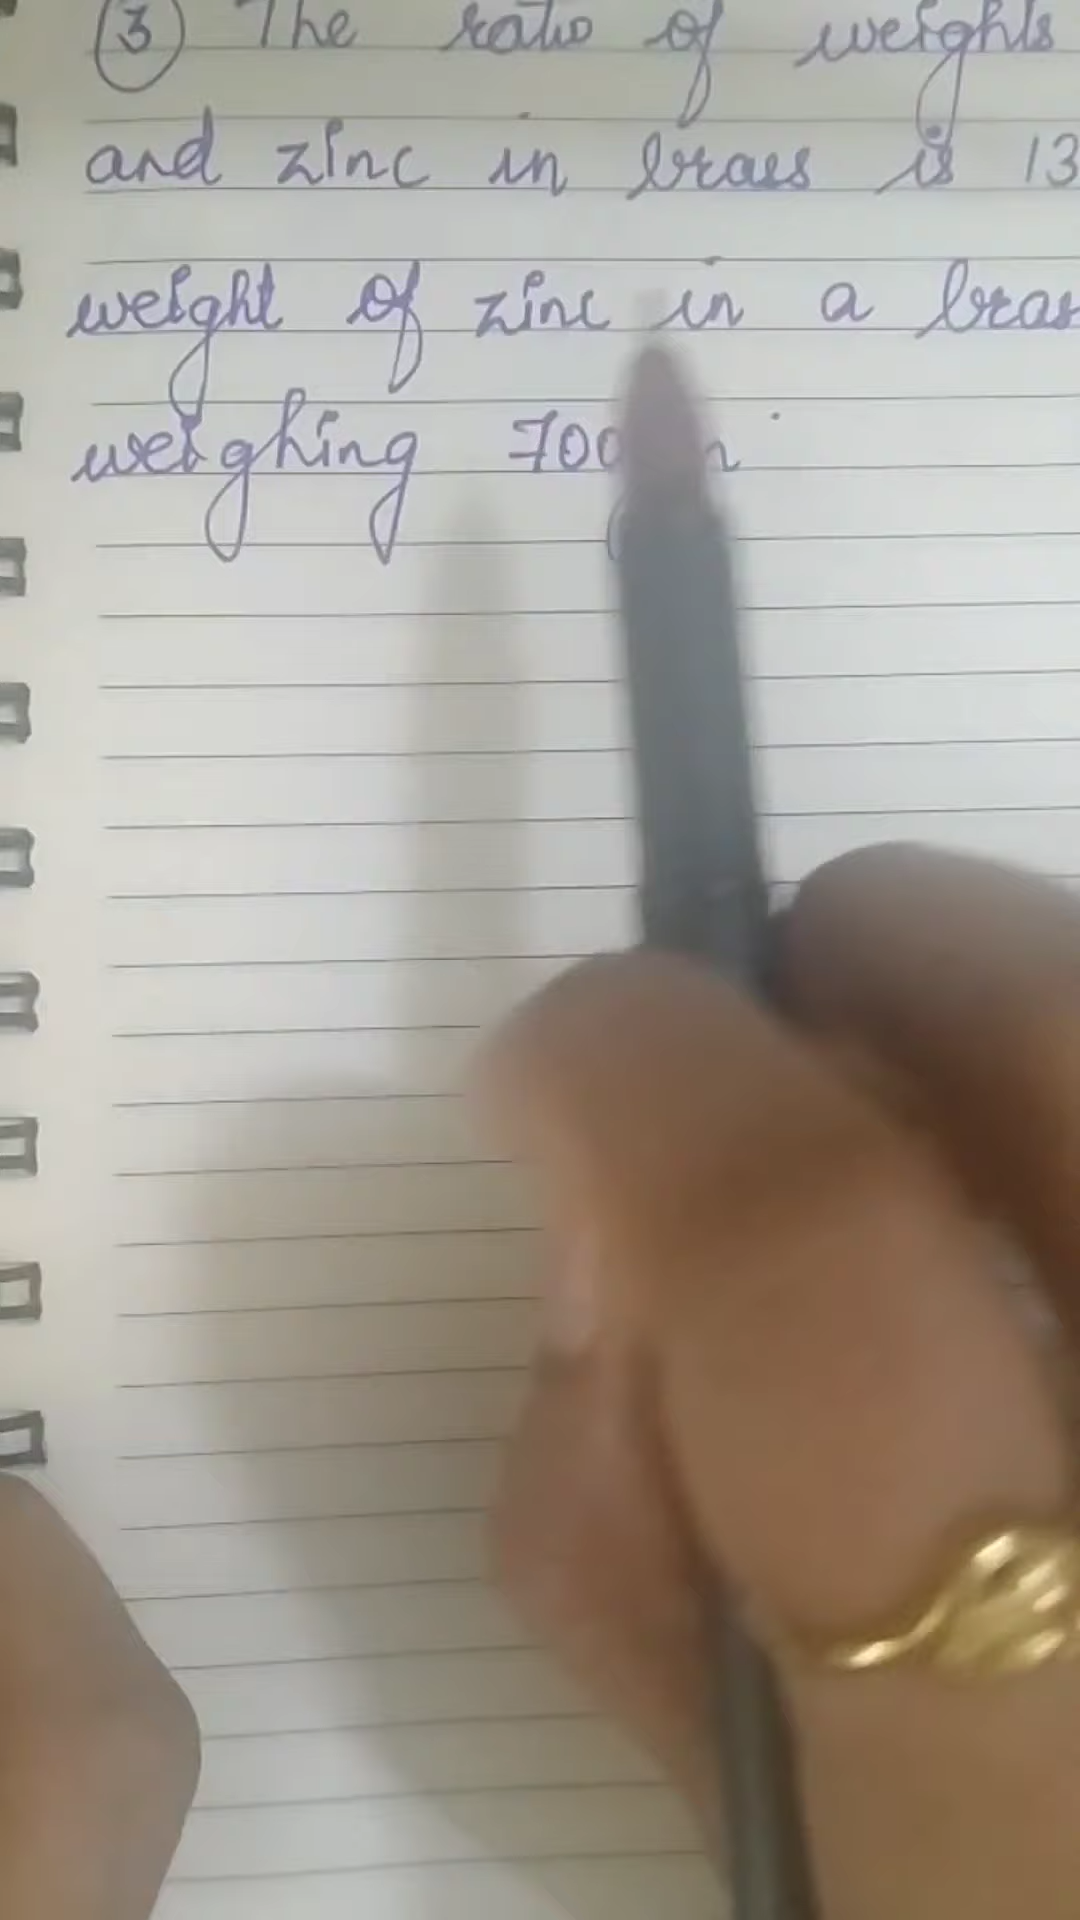 3 The ratio of weights
and zinc in brass is 13
weight of zinc in a
weighing